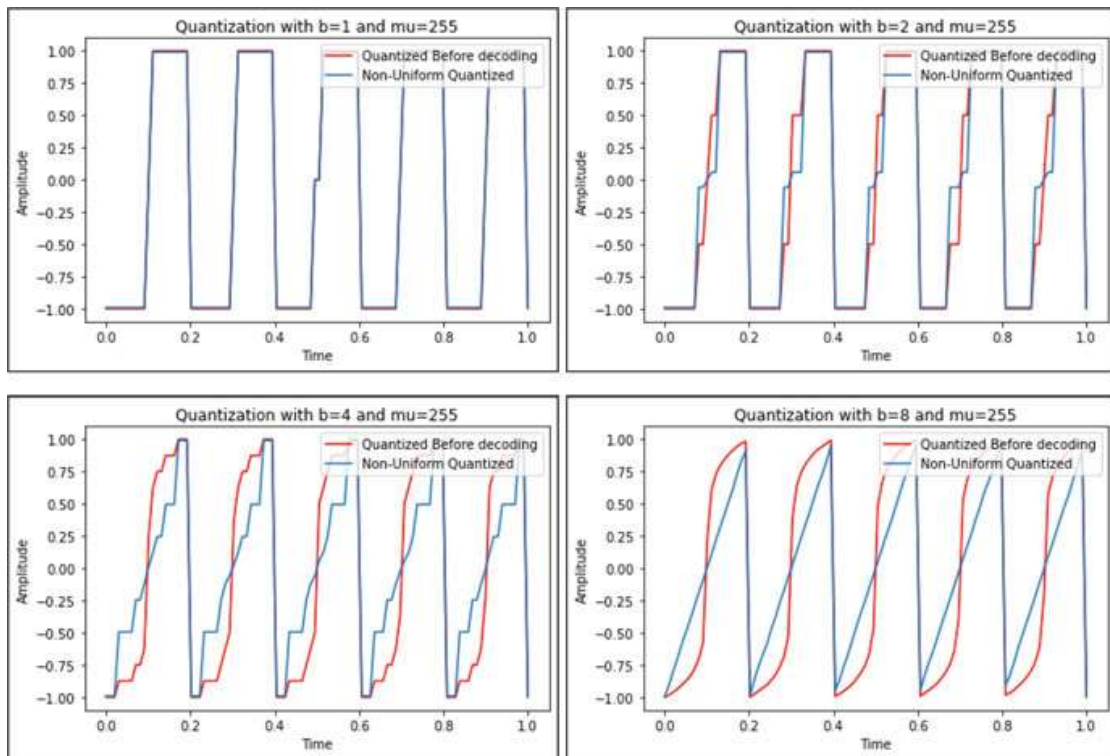 Quantization with b=1 and mu=255
1.00
0.75
0.50
0.25
0.00
−0.25
−0.50
−0.75
−1.00
Amplitude
Quantized Before decoding
Non-Uniform Quantized
0.0 0.2 0.4 0.6 0.8 1.0
Time
Quantization with b=2 and mu=255
1.00
0.75
0.50
0.25
0.00
−0.25
−0.50
−0.75
−1.00
Amplitude
Quantized Before decoding
Non-Uniform Quantized
0.0 0.2 0.4 0.6 0.8 1.0
Time
Quantization with b=4 and mu=255
1.00
0.75
0.50
0.25
0.00
−0.25
−0.50
−0.75
−1.00
Amplitude
Quantized Before decoding
Non-Uniform Quantized
0.0 0.2 0.4 0.6 0.8 1.0
Time
Quantization with b=8 and mu=255
1.00
0.75
0.50
0.25
0.00
−0.25
−0.50
−0.75
−1.00
Amplitude
Quantized Before decoding
Non-Uniform Quantized
0.0 0.2 0.4 0.6 0.8 1.0
Time